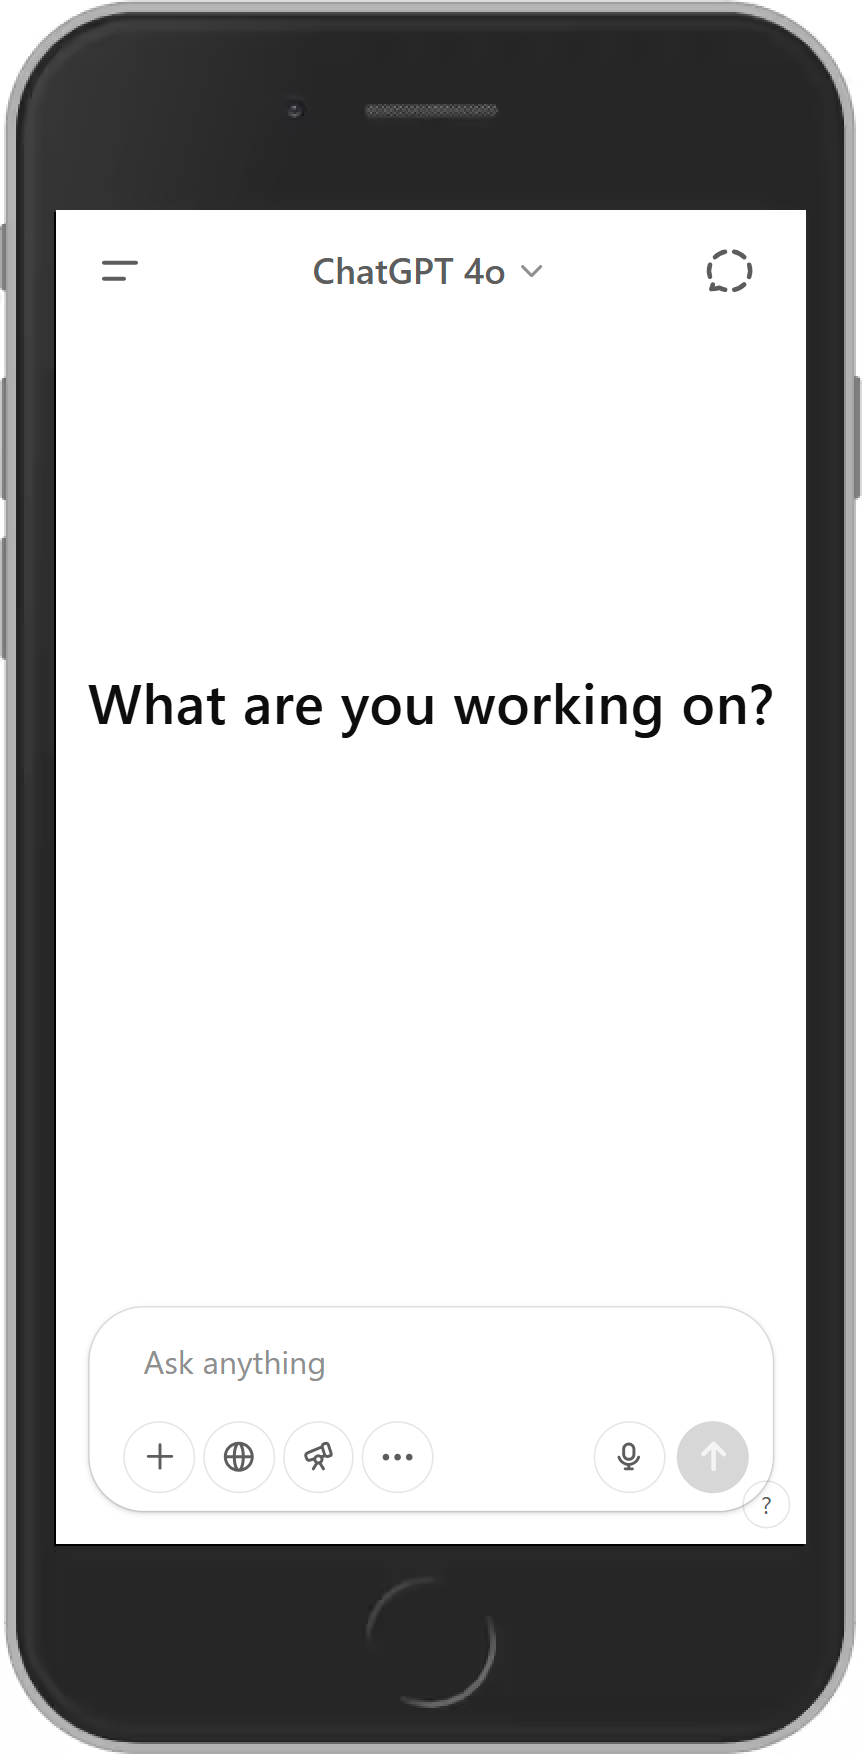 ChatGPT 4o
What are you working on?
Ask anything
?